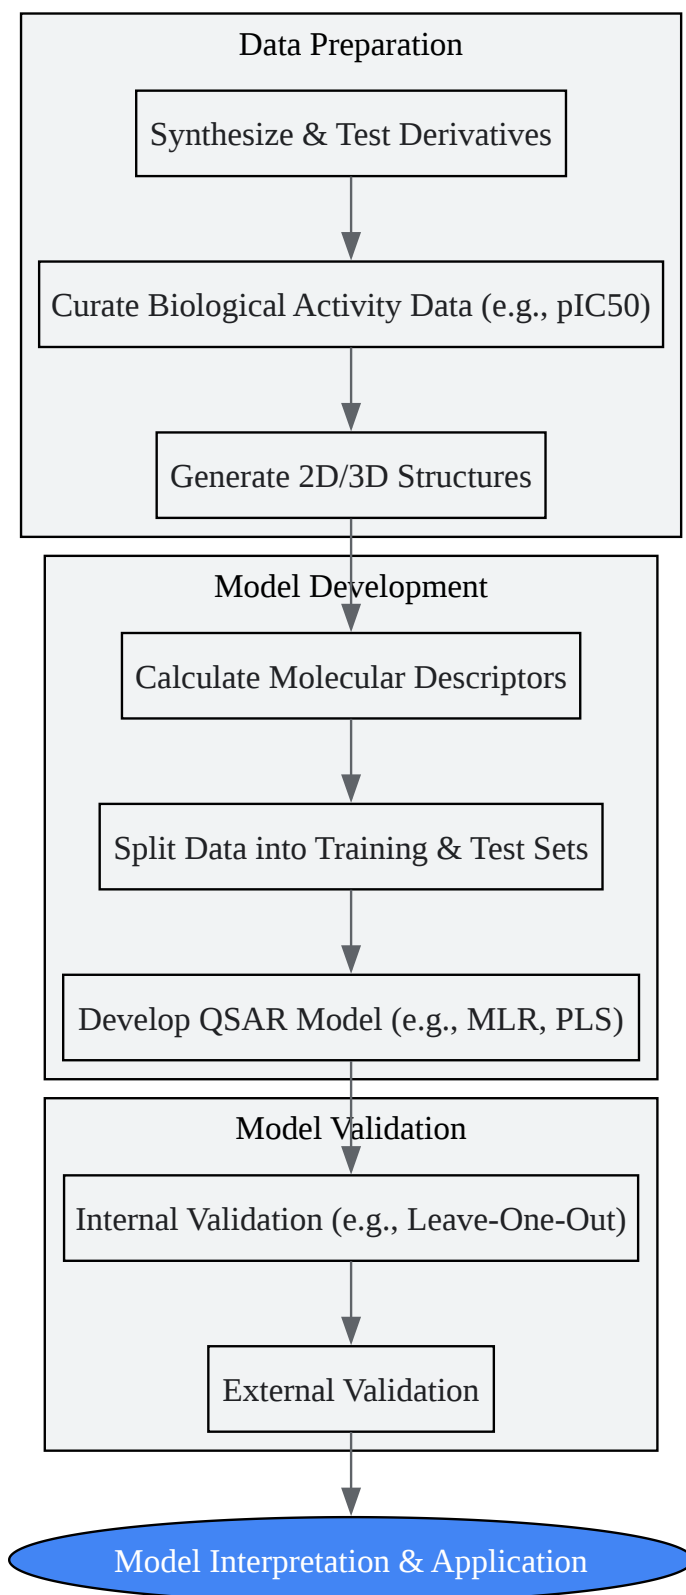 Data Preparation
Synthesize & Test Derivatives
Curate Biological Activity Data (e.g., pIC50)
Generate 2D/3D Structures
Model Development
Calculate Molecular Descriptors
Split Data into Training & Test Sets
Develop QSAR Model (e.g., MLR, PLS)
Model Validation
Internal Validation (e.g., Leave-One-Out)
External Validation
Model Interpretation & Application